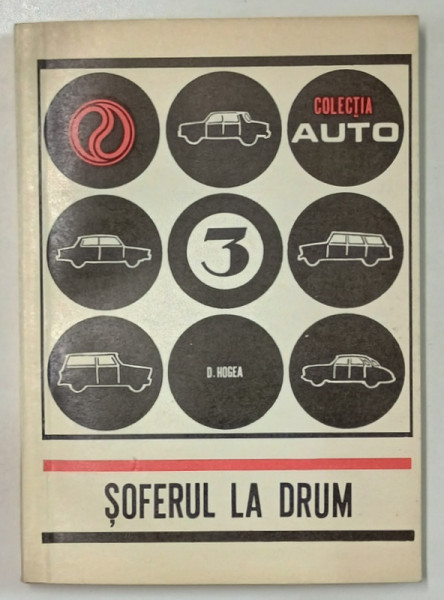 COLECȚIA
AUTO
3
D. HOGEA
ȘOFERUL LA DRUM